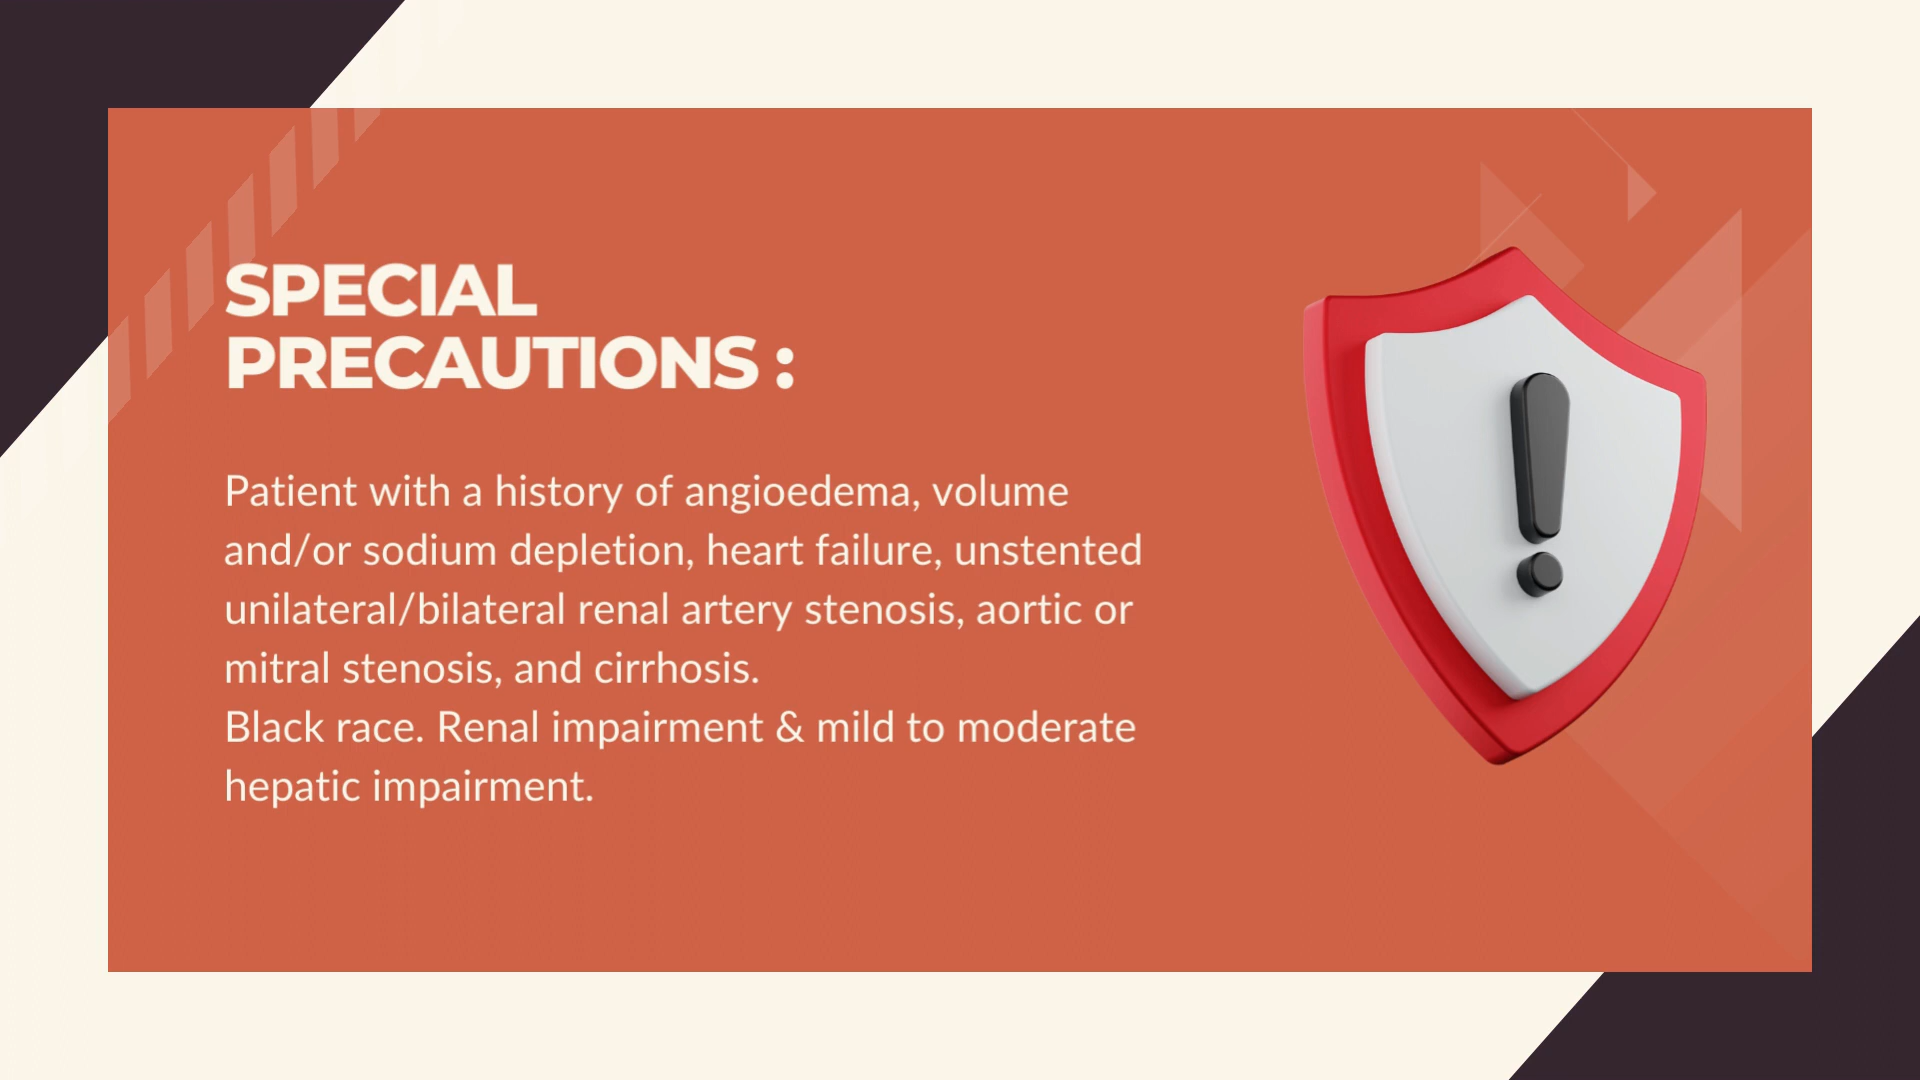 SPECIAL
PRECAUTIONS :
Patient with a history of angioedema, volume
and/or sodium depletion, heart failure, unstented
unilateral/bilateral renal artery stenosis, aortic or
mitral stenosis, and cirrhosis.
Black race. Renal impairment & mild to moderate
hepatic impairment.